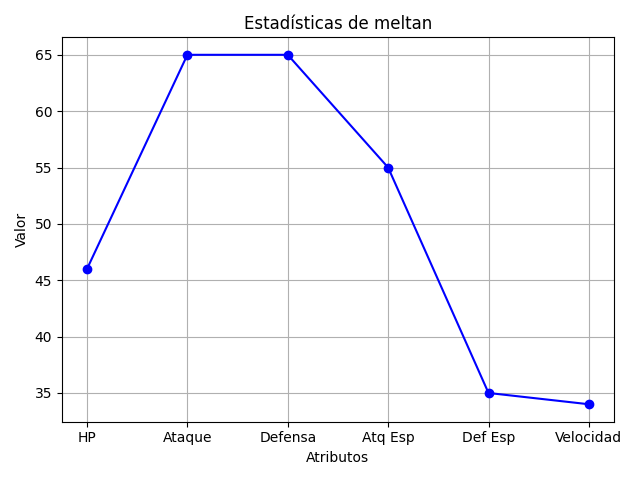 Estadísticas de meltan
65
60
55
50
45
40
35
Valor
HP Ataque Defensa Atq Esp Def Esp Velocidad
Atributos